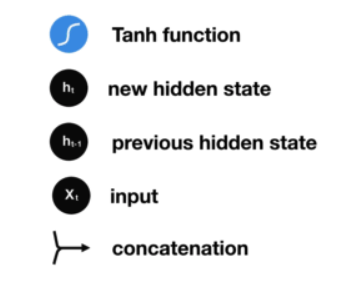 Tanh function
hₜ new hidden state
hₜ₋₁ previous hidden state
Xₜ input
concatenation